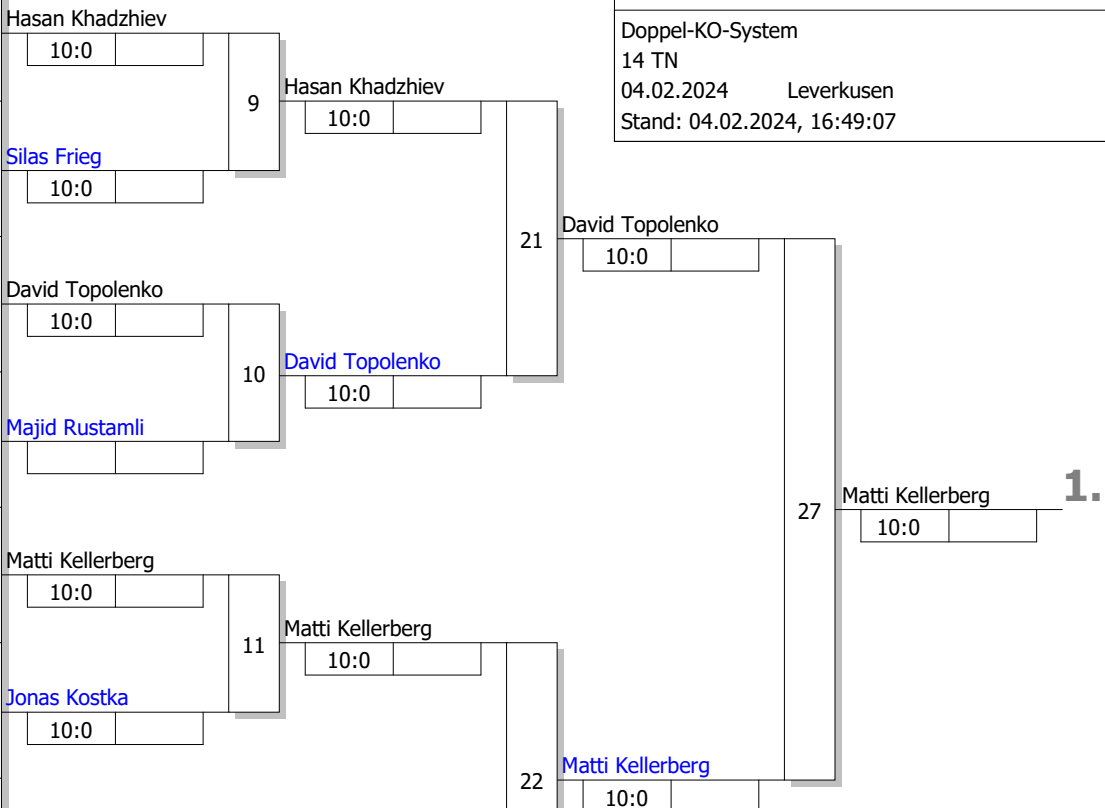 Hasan Khadzhiev
10:0
9
Silas Frieg
10:0
Hasan Khadzhiev
10:0
David Topolenko
10:0
10
Majid Rustamli
David Topolenko
10:0
21
David Topolenko
10:0
Matti Kellerberg
10:0
11
Jonas Kostka
10:0
Matti Kellerberg
10:0
22
Matti Kellerberg
10:0
27
Matti Kellerberg
10:0
1.
Doppel-KO-System
14 TN
04.02.2024 Leverkusen
Stand: 04.02.2024, 16:49:07